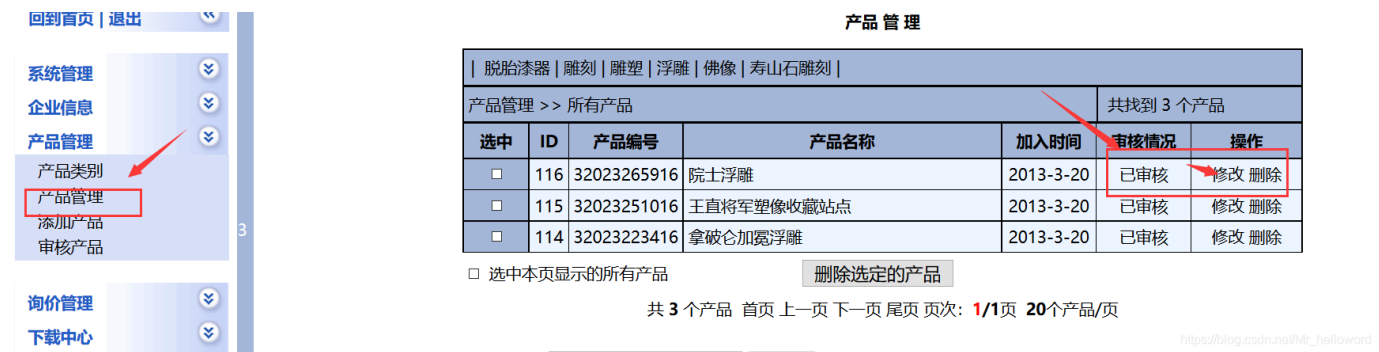 回到首页 | 退出
系统管理
企业信息
产品管理
产品类别
产品管理
添加产品
审核产品
询价管理
下载中心
3
产品 管 理
| 脱胎漆器 | 雕刻 | 雕塑 | 浮雕 | 佛像 | 寿山石雕刻 |
产品管理 >> 所有产品 共找到 3 个产品
选中 ID 产品编号 产品名称 加入时间 审核情况 操作
116 32023265916 院士浮雕 2013-3-20 已审核 修改 删除
115 32023251016 王直将军塑像收藏站点 2013-3-20 已审核 修改 删除
114 32023223416 拿破仑加冕浮雕 2013-3-20 已审核 修改 删除
选中本页显示的所有产品 删除选定的产品
共 3 个产品 首页 上一页 下一页 尾页 页次：1/1页 20个产品/页
https://blog.csdn.net/Mr_helloword